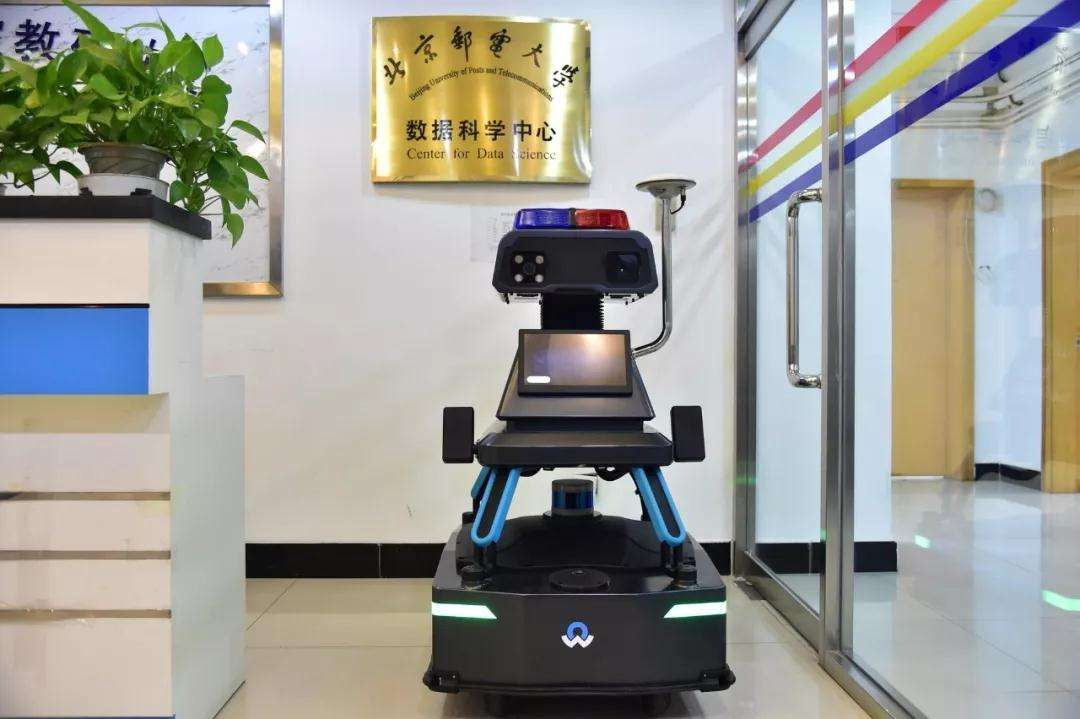 北京郵電大学
Beijing University of Posts and Telecommunications
数据科学中心
Center for Data Science